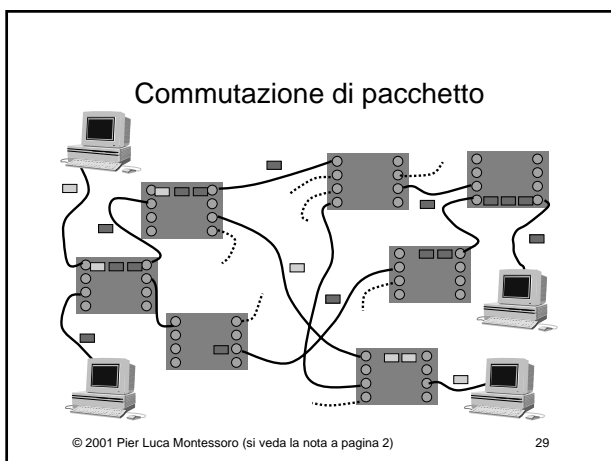 Commutazione di pacchetto
© 2001 Pier Luca Montessoro (si veda la nota a pagina 2)
29